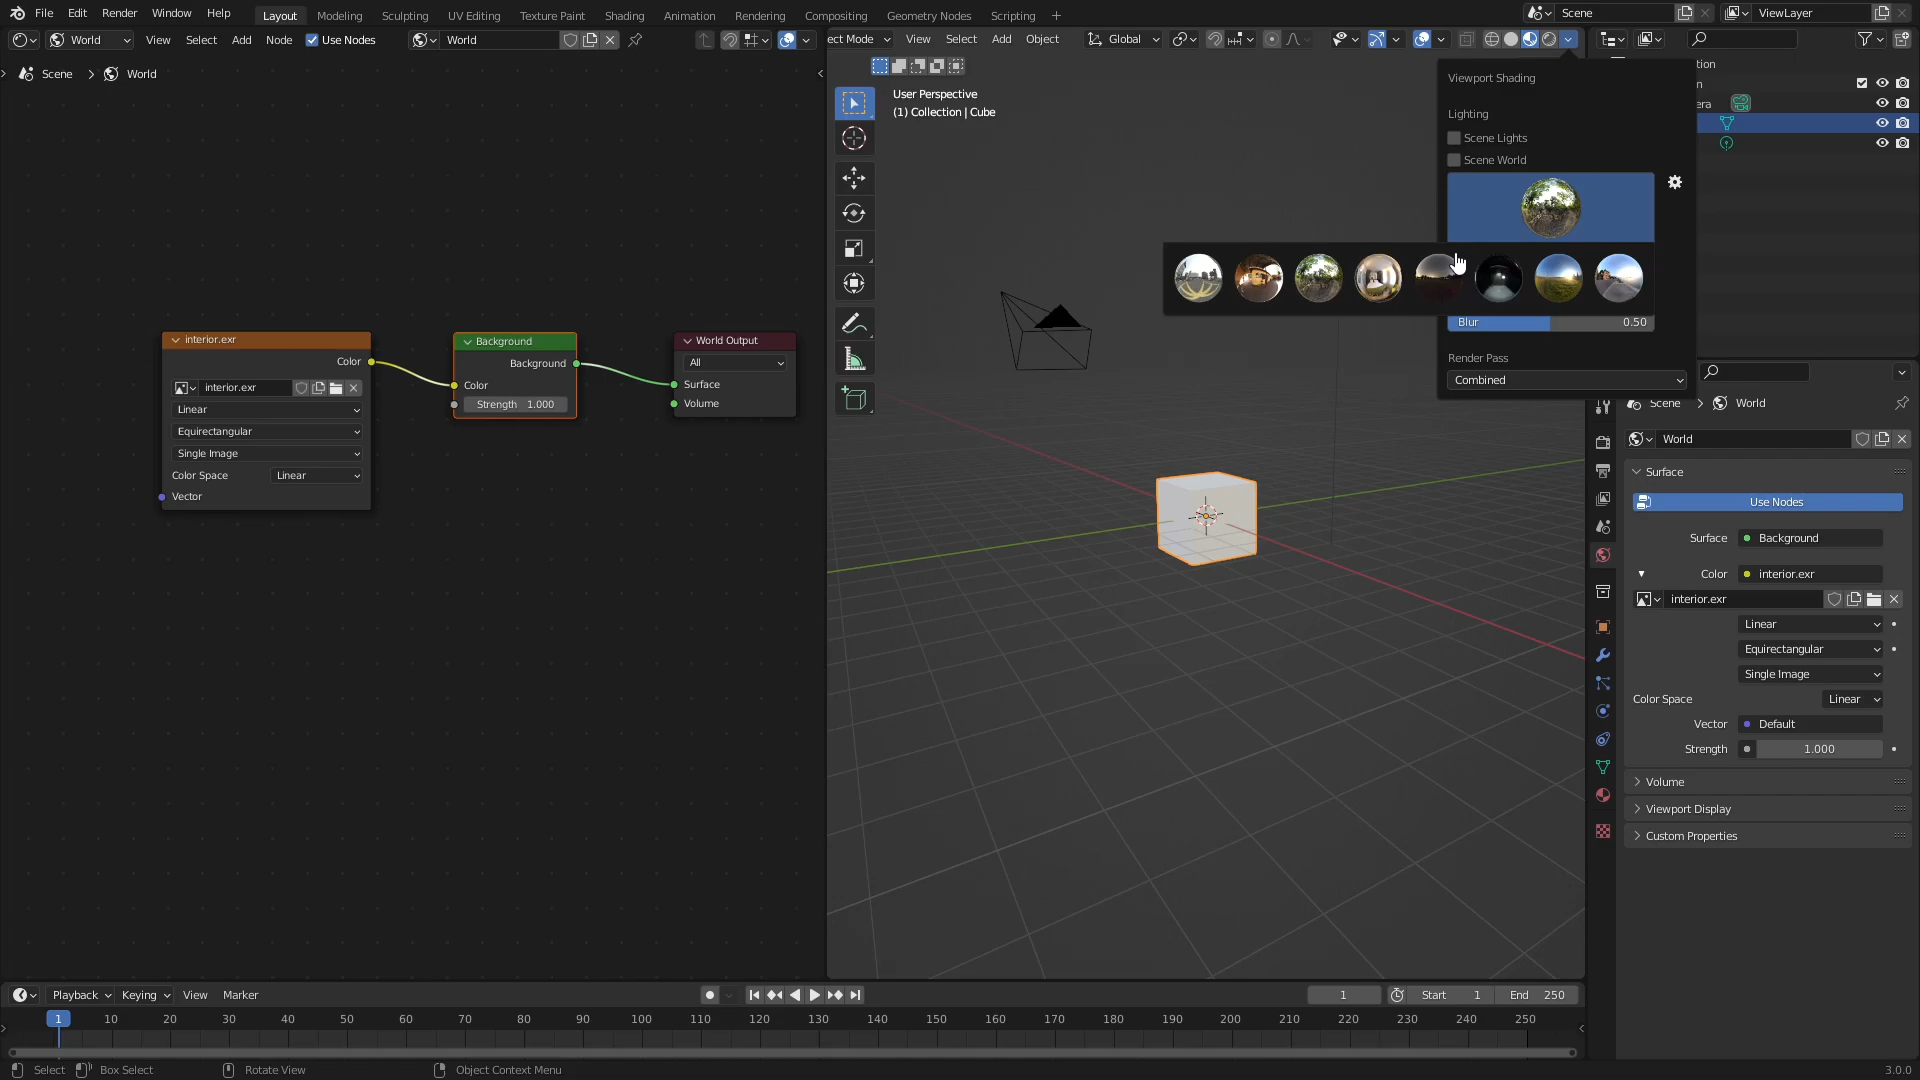 File Edit Render Window Help Layout Modeling Sculpting UV Editing Texture Paint Shading Animation Rendering Compositing Geometry Nodes Scripting + Scene ViewLayer
World View Select Add Node Use Nodes World ect Mode View Select Add Object Global
Scene World
User Perspective
(1) Collection | Cube
Viewport Shading
Lighting
Scene Lights
Scene World
Blur 0.50
Render Pass
Combined
tion
n
era
interior.exr
Color
interior.exr
Linear
Equirectangular
Single Image
Color Space Linear
Vector
Background
Background
Color
Strength 1.000
World Output
All
Surface
Volume
Scene World
World
Surface
Use Nodes
Surface Background
Color interior.exr
interior.exr
Linear
Equirectangular
Single Image
Color Space Linear
Vector Default
Strength 1.000
Volume
Viewport Display
Custom Properties
Playback Keying View Marker 1 Start 1 End 250
1 10 20 30 40 50 60 70 80 90 100 110 120 130 140 150 160 170 180 190 200 210 220 230 240 250
Select Box Select Rotate View Object Context Menu 3.0.0